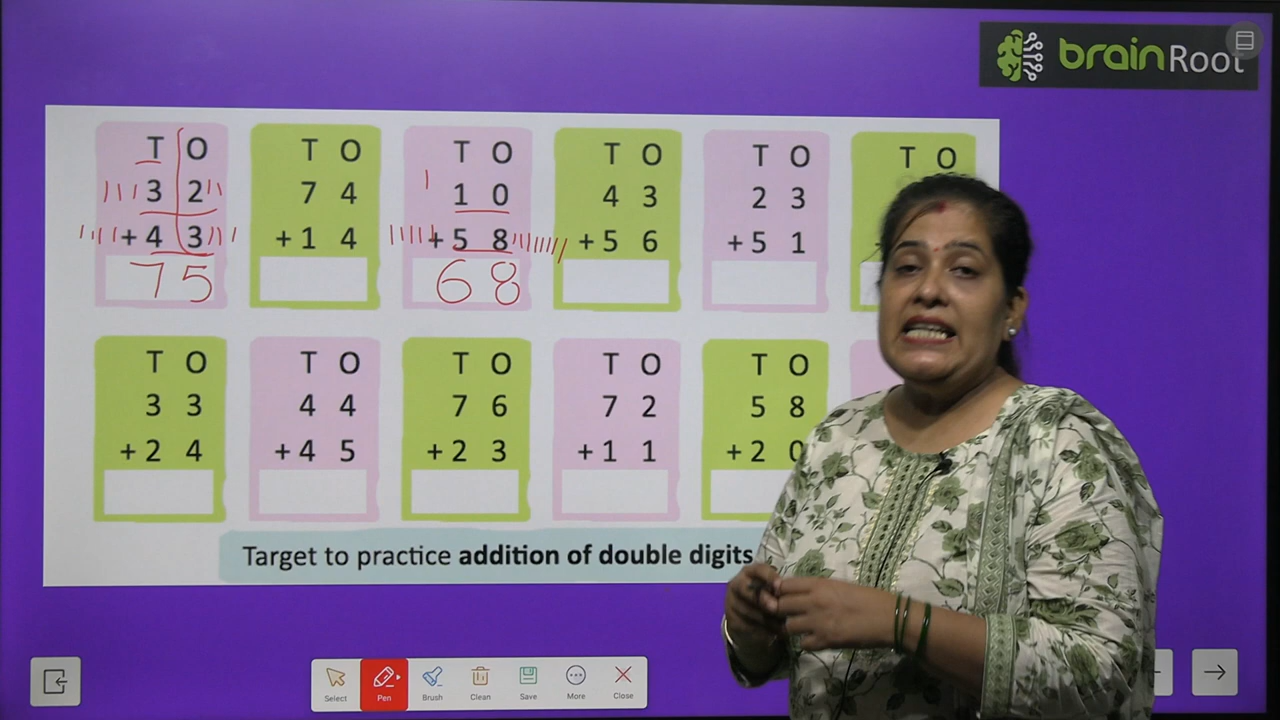 brainRoot
T O T O T O T O T O T O
3 2 7 4 1 0 4 3 2 3
+ 4 3 + 1 4 + 5 8 + 5 6 + 5 1
75 68
T O T O T O T O T O
3 3 4 4 7 6 7 2 5 8
+ 2 4 + 4 5 + 2 3 + 1 1 + 2 0
Target to practice addition of double digits
Select Pen Brush Clean Save More Close